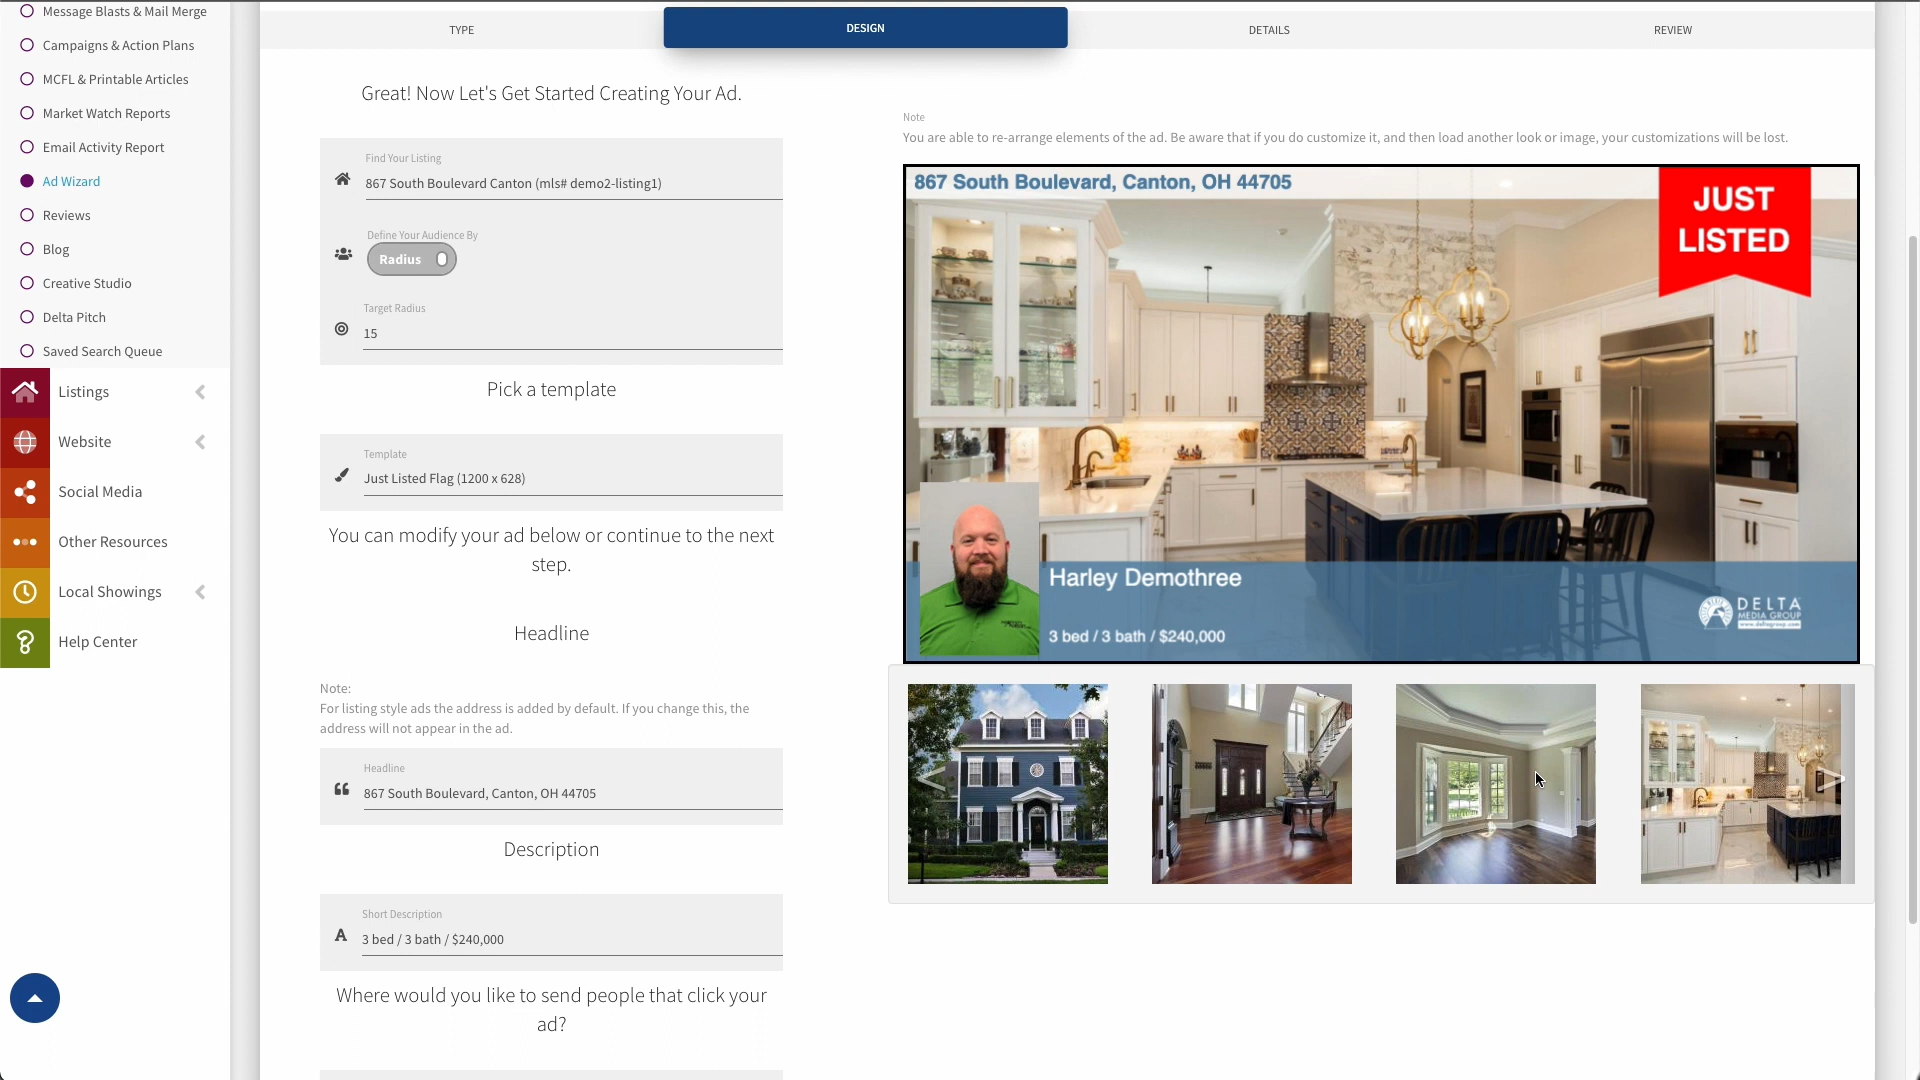 Message Blasts & Mail Merge
Campaigns & Action Plans
MCFL & Printable Articles
Market Watch Reports
Email Activity Report
Ad Wizard
Reviews
Blog
Creative Studio
Delta Pitch
Saved Search Queue
Listings
Website
Social Media
Other Resources
Local Showings
Help Center
TYPE
DESIGN
DETAILS
REVIEW
Great! Now Let's Get Started Creating Your Ad.
Find Your Listing
867 South Boulevard Canton (mls# demo2-listing1)
Define Your Audience By
Radius
Target Radius
15
Pick a template
Template
Just Listed Flag (1200 x 628)
You can modify your ad below or continue to the next
step.
Headline
Note:
For listing style ads the address is added by default. If you change this, the
address will not appear in the ad.
Headline
867 South Boulevard, Canton, OH 44705
Description
Short Description
3 bed / 3 bath / $240,000
Where would you like to send people that click your
ad?
Note
You are able to re-arrange elements of the ad. Be aware that if you do customize it, and then load another look or image, your customizations will be lost.
867 South Boulevard, Canton, OH 44705
JUST
LISTED
Harley Demothree
3 bed / 3 bath / $240,000
DELTA
MEDIA GROUP
www.deltagroup.com